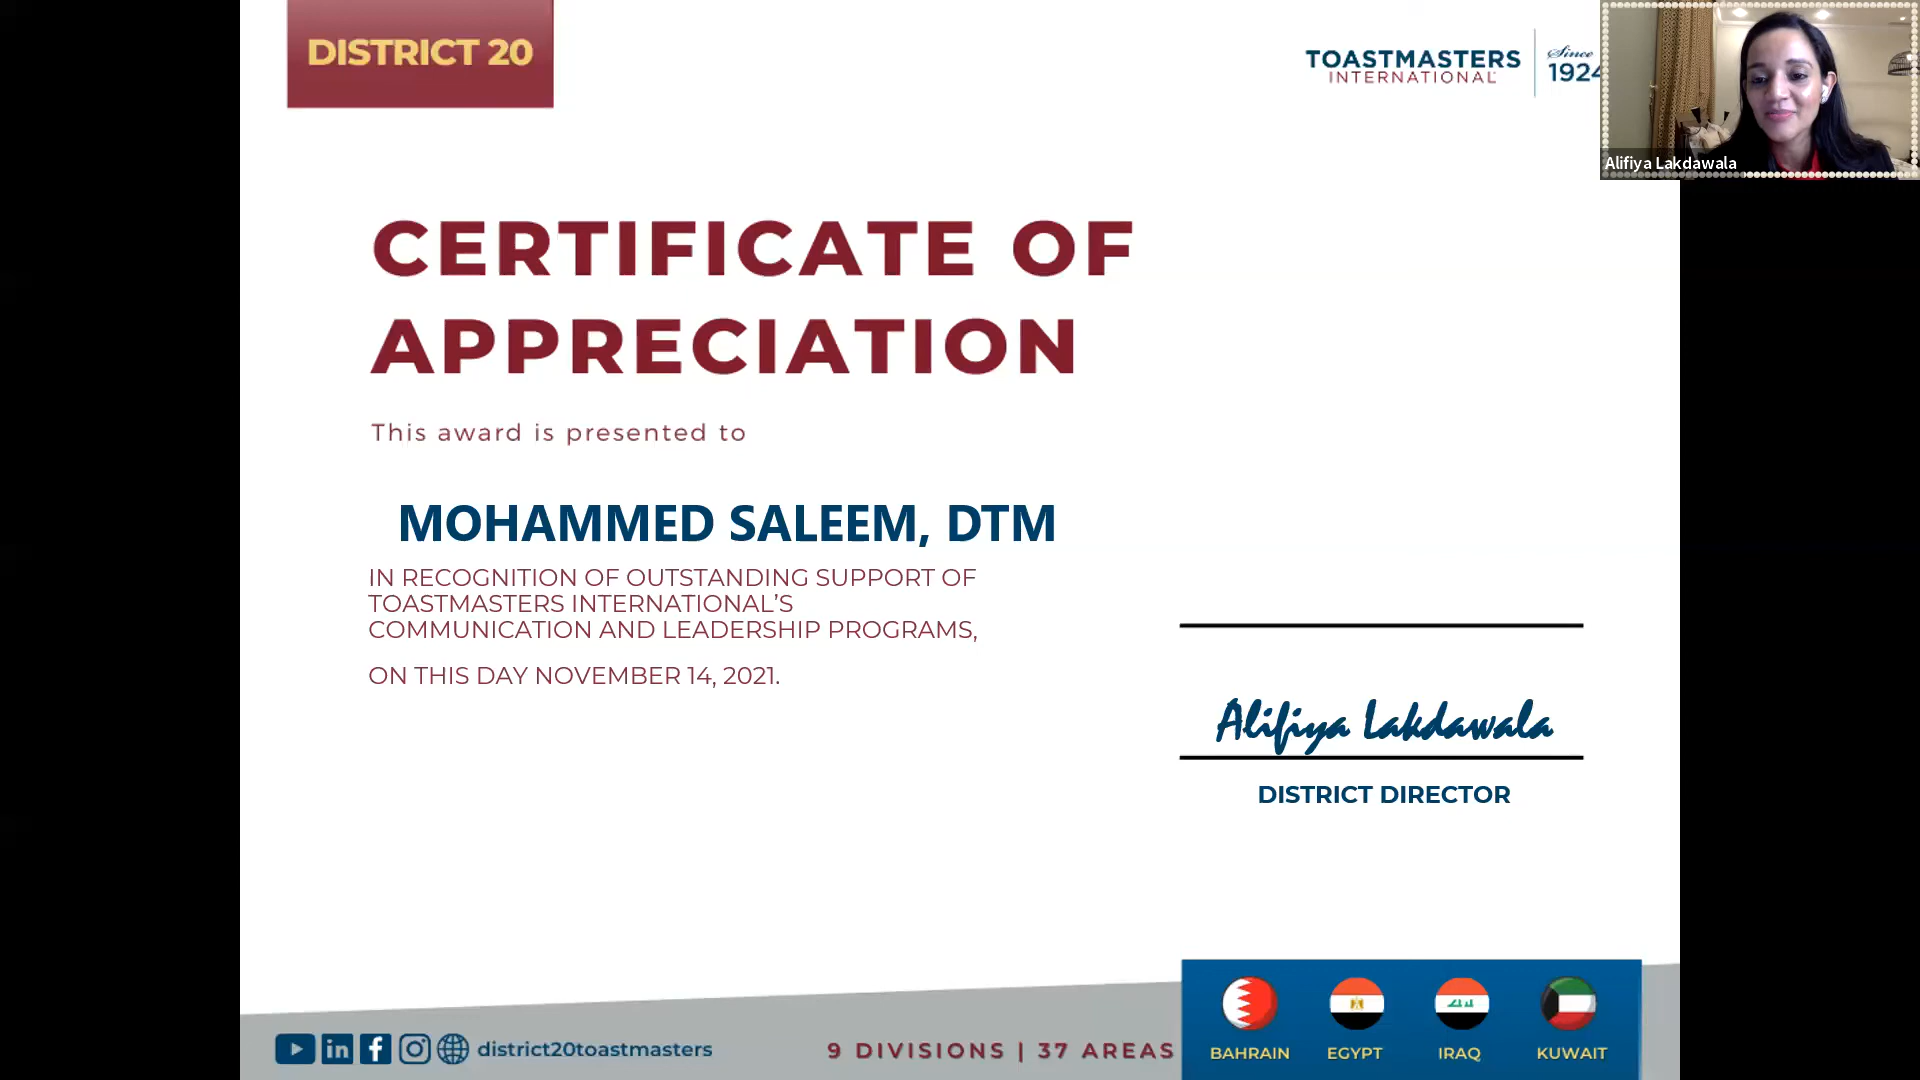 DISTRICT 20
TOASTMASTERS
INTERNATIONAL
Since
1924
Alifiya Lakdawala
CERTIFICATE OF
APPRECIATION
This award is presented to
MOHAMMED SALEEM, DTM
IN RECOGNITION OF OUTSTANDING SUPPORT OF
TOASTMASTERS INTERNATIONAL’S
COMMUNICATION AND LEADERSHIP PROGRAMS,
ON THIS DAY NOVEMBER 14, 2021.
Alifiya Lakdawala
DISTRICT DIRECTOR
district20toastmasters
9 DIVISIONS | 37 AREAS
BAHRAIN EGYPT IRAQ KUWAIT